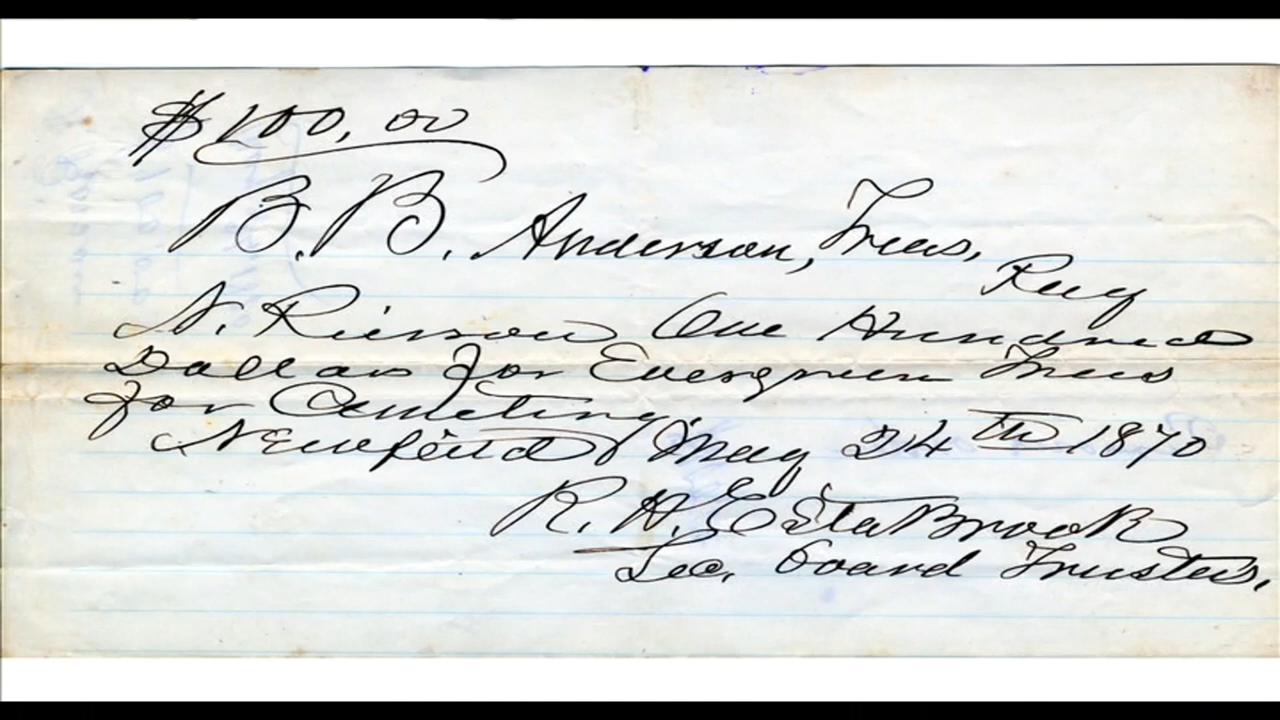 $100.00
B. B. Anderson, Treas.
Pay
N. Rierson One Hundred
Dollars for Evergreen Trees
for Cemetery.
Newfield May 24th 1870
R. H. EstaBrook
Sec. Board Trustees.